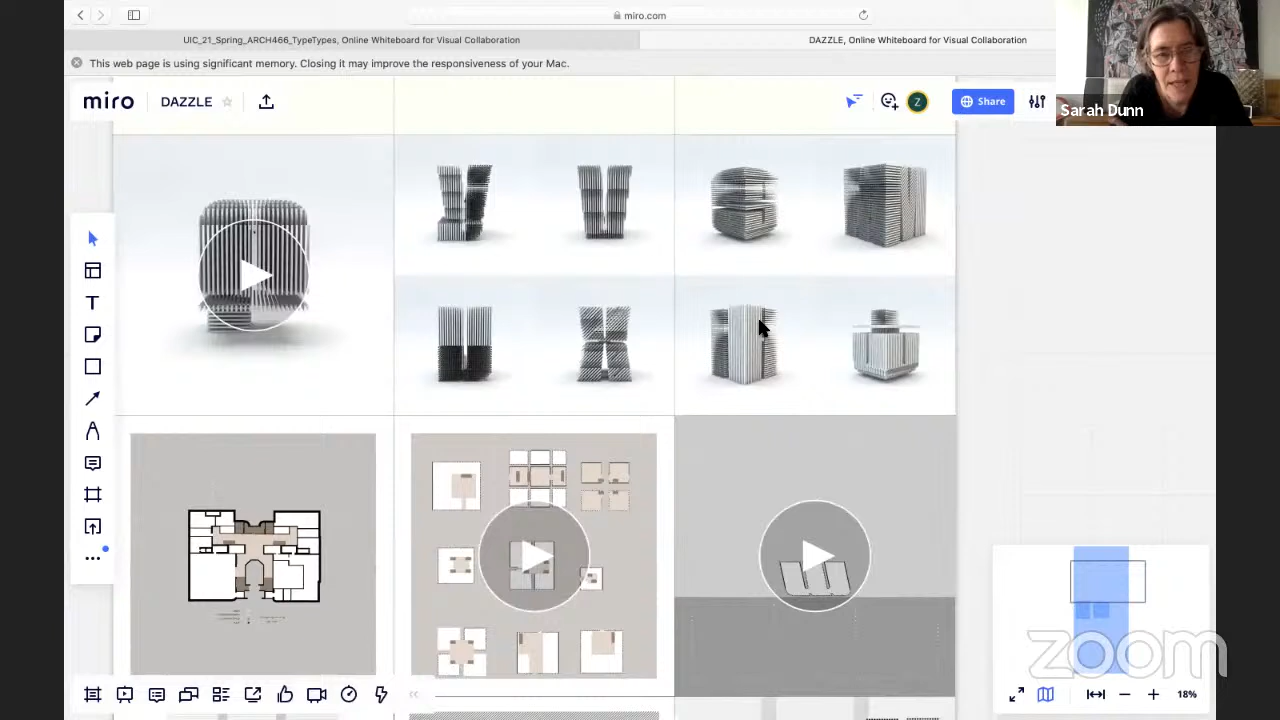 miro.com
UIC_21_Spring_ARCH466_TypeTypes, Online Whiteboard for Visual Collaboration
DAZZLE, Online Whiteboard for Visual Collaboration
This web page is using significant memory. Closing it may improve the responsiveness of your Mac.
miro
DAZZLE
Z
Share
Sarah Dunn
zoom
18%